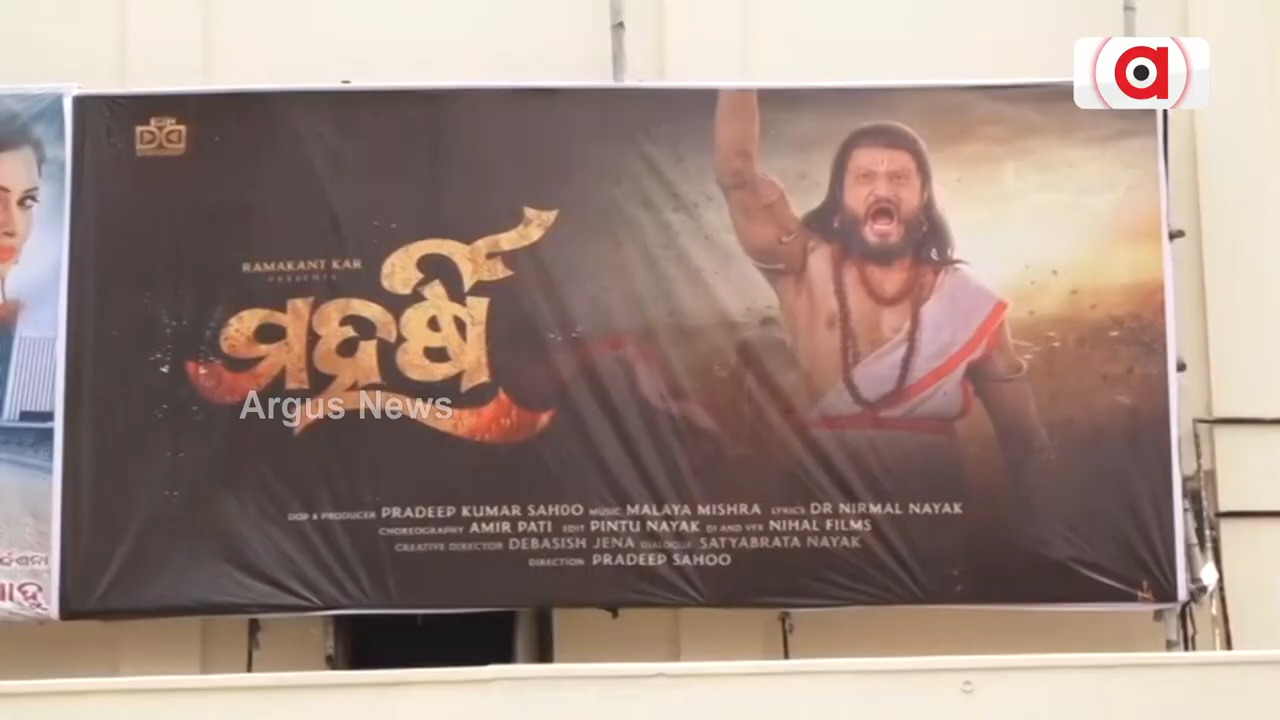 RAMAKANT KAR
PRESENTS
ମହର୍ଷି
Argus News
DOP & PRODUCER PRADEEP KUMAR SAHOO MUSIC MALAYA MISHRA LYRICS DR NIRMAL NAYAK
CHOREOGRAPHY AMIR PATI EDIT PINTU NAYAK DI AND VFX NIHAL FILMS
CREATIVE DIRECTOR DEBASISH JENA DIALOGUE SATYABRATA NAYAK
DIRECTION PRADEEP SAHOO
a